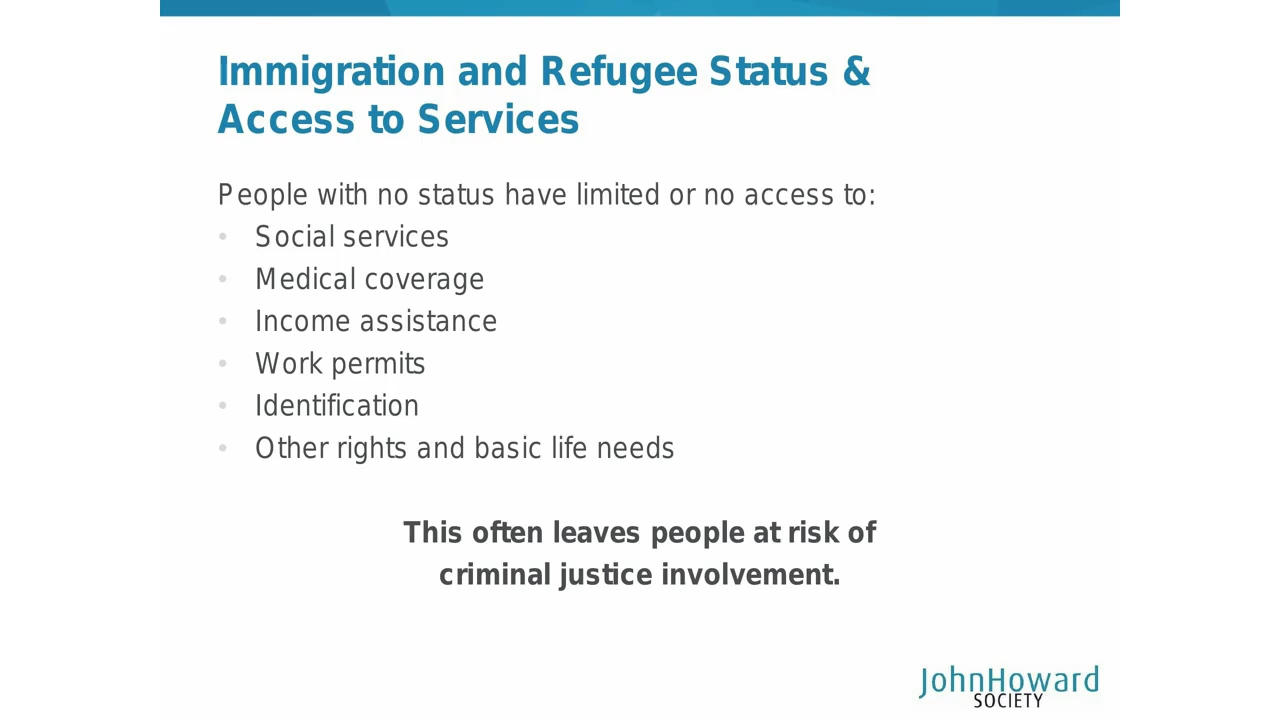 Immigration and Refugee Status &
Access to Services
People with no status have limited or no access to:
• Social services
• Medical coverage
• Income assistance
• Work permits
• Identification
• Other rights and basic life needs
This often leaves people at risk of
criminal justice involvement.
JohnHoward
SOCIETY